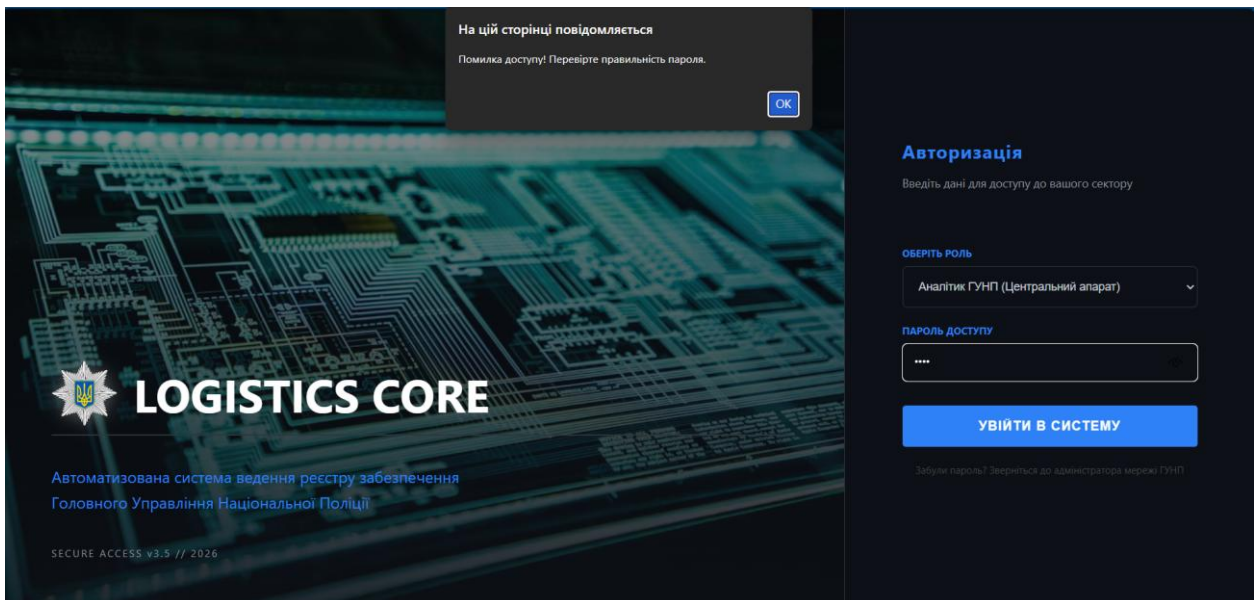 На цій сторінці повідомляється
Помилка доступу! Перевірте правильність пароля.
OK
LOGISTICS CORE
Автоматизована система ведення реєстру забезпечення
Головного Управління Національної Поліції
SECURE ACCESS v3.5 // 2026
Авторизація
Введіть дані для доступу до вашого сектору
ОБЕРІТЬ РОЛЬ
Аналітик ГУНП (Центральний апарат)
ПАРОЛЬ ДОСТУПУ
••••
УВІЙТИ В СИСТЕМУ
Забули пароль? Зверніться до адміністратора мережі ГУНП